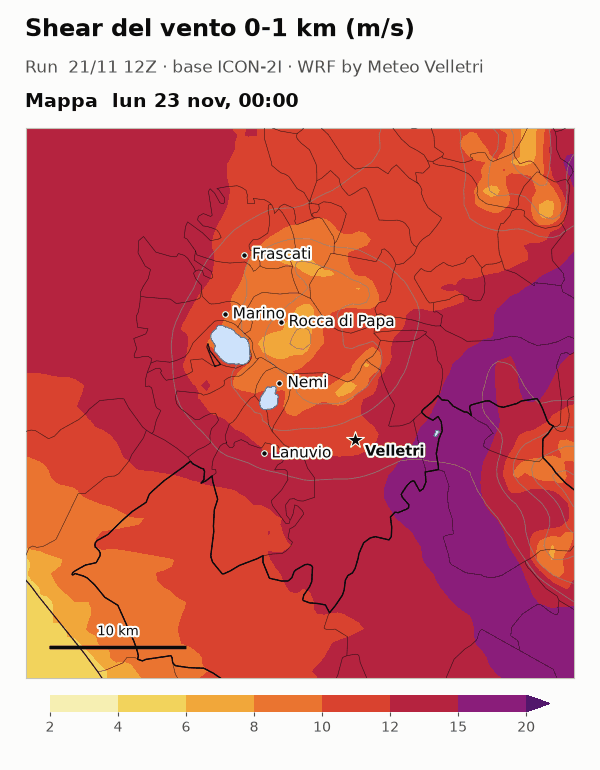 Shear del vento 0-1 km (m/s)
Run  21/11 12Z · base ICON-2I · WRF by Meteo Velletri
Mappa  lun 23 nov, 00:00
Frascati
Marino
Rocca di Papa
Nemi
Velletri
Lanuvio
10 km
2 4 6 8 10 12 15 20